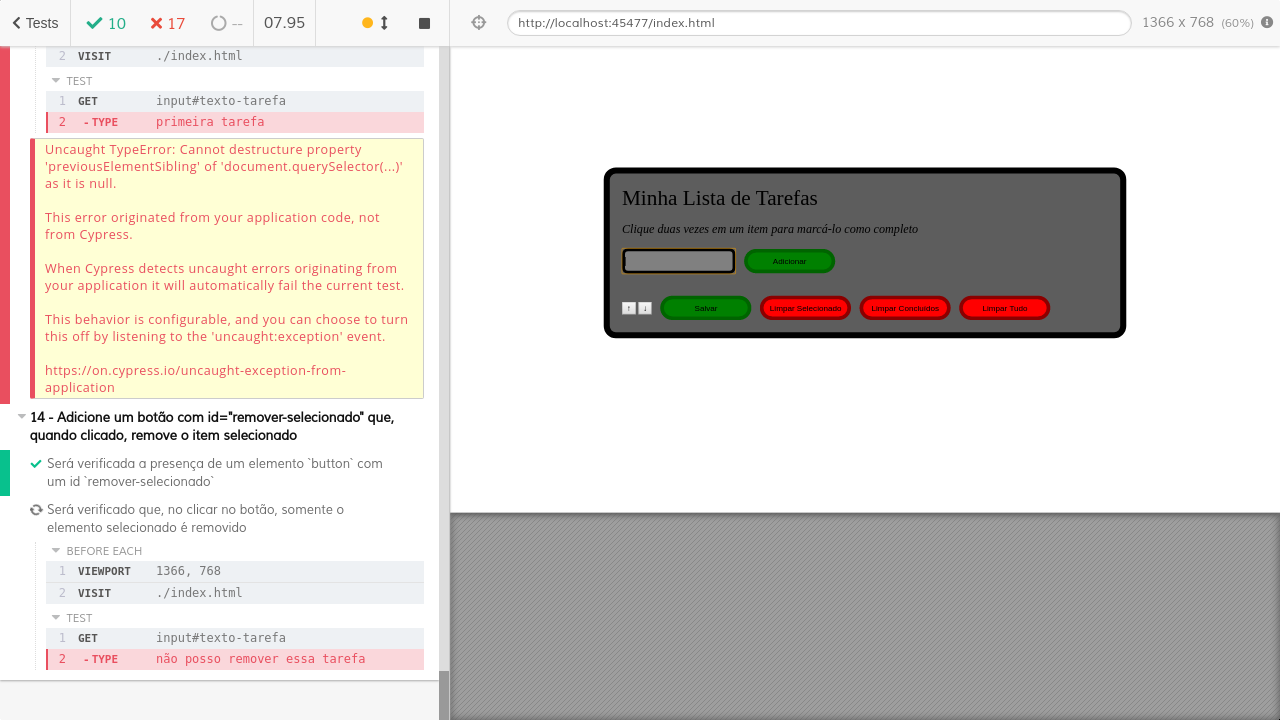 Tests 10 17 -- 07.95
http://localhost:45477/index.html 1366 x 768 (60%)
2 VISIT ./index.html
TEST
1 GET input#texto-tarefa
2 - TYPE primeira tarefa
Uncaught TypeError: Cannot destructure property
'previousElementSibling' of 'document.querySelector(...)'
as it is null.
This error originated from your application code, not
from Cypress.
When Cypress detects uncaught errors originating from
your application it will automatically fail the current test.
This behavior is configurable, and you can choose to turn
this off by listening to the 'uncaught:exception' event.
https://on.cypress.io/uncaught-exception-from-
application
14 - Adicione um botão com id="remover-selecionado" que,
quando clicado, remove o item selecionado
Será verificada a presença de um elemento `button` com
um id `remover-selecionado`
Será verificado que, no clicar no botão, somente o
elemento selecionado é removido
BEFORE EACH
1 VIEWPORT 1366, 768
2 VISIT ./index.html
TEST
1 GET input#texto-tarefa
2 - TYPE não posso remover essa tarefa
Minha Lista de Tarefas
Clique duas vezes em um item para marcá-lo como completo
Adicionar
↑ ↓ Salvar Limpar Selecionado Limpar Concluidos Limpar Tudo